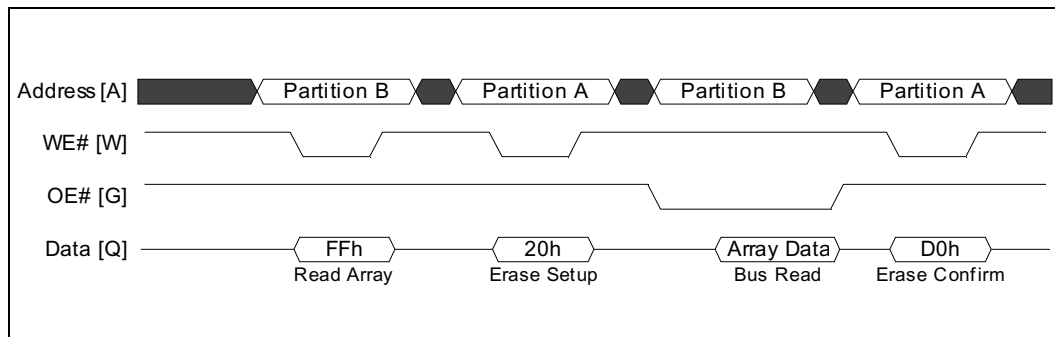 Address [A] Partition B Partition A Partition B Partition A
WE# [W]
OE# [G]
Data [Q] FFh 20h Array Data D0h
Read Array Erase Setup Bus Read Erase Confirm